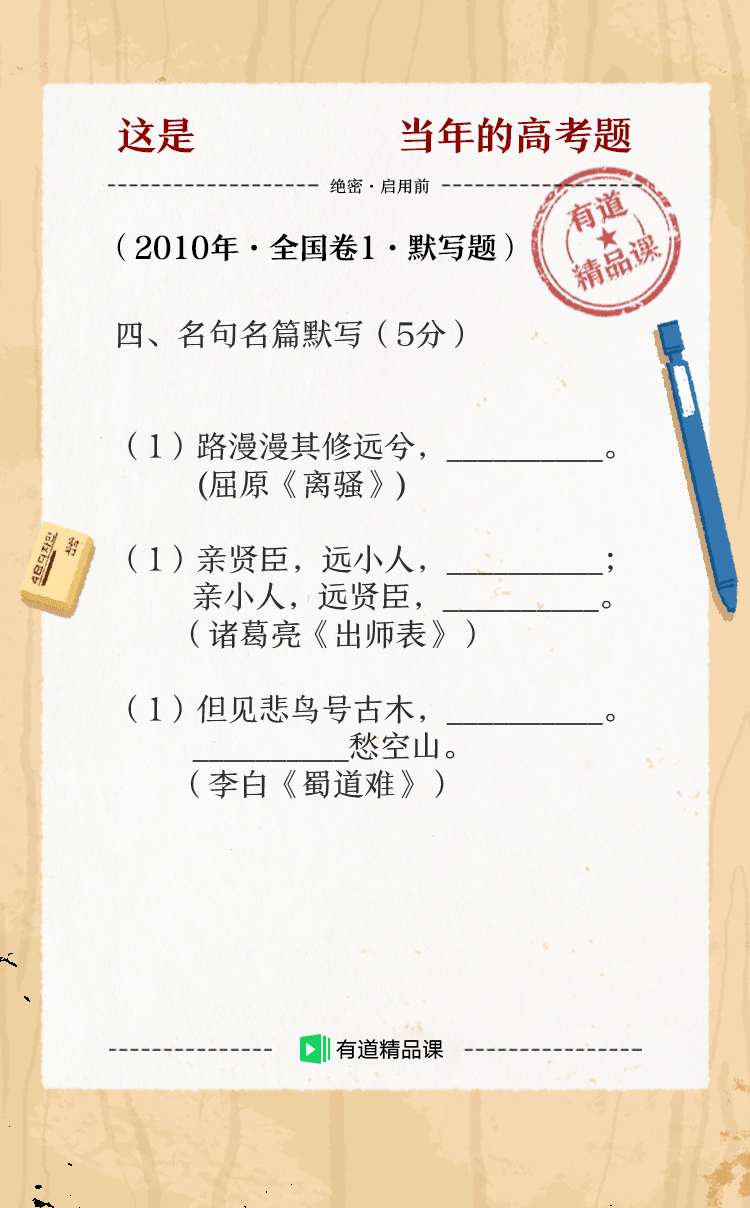 这是 当年的高考题
绝密·启用前
（2010年·全国卷1·默写题）
有道
精品课
四、名句名篇默写（5分）
（1）路漫漫其修远兮，__________。
(屈原《离骚》)
（1）亲贤臣，远小人，__________；
亲小人，远贤臣，__________。
（诸葛亮《出师表》）
（1）但见悲鸟号古木，__________。
__________愁空山。
（李白《蜀道难》）
有道精品课